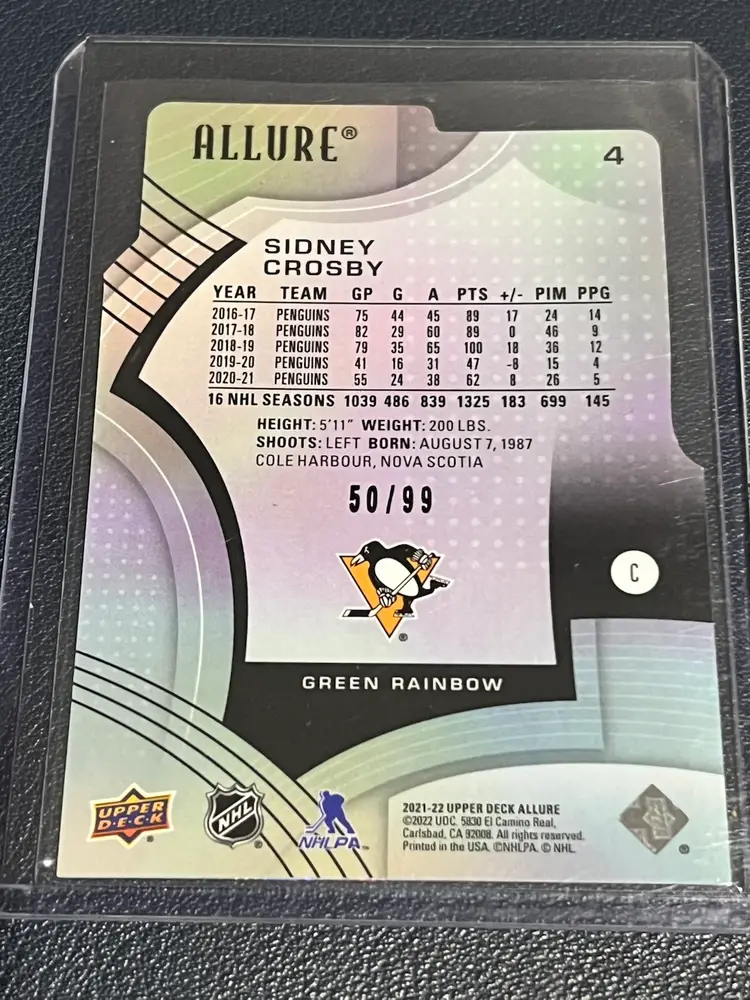 ALLURE®
4
SIDNEY
CROSBY
YEAR TEAM GP G A PTS +/- PIM PPG
2016-17 PENGUINS 75 44 45 89 17 24 14
2017-18 PENGUINS 82 29 60 89 0 46 9
2018-19 PENGUINS 79 35 65 100 18 36 12
2019-20 PENGUINS 41 16 31 47 -8 15 4
2020-21 PENGUINS 55 24 38 62 8 26 5
16 NHL SEASONS 1039 486 839 1325 183 699 145
HEIGHT: 5'11" WEIGHT: 200 LBS.
SHOOTS: LEFT BORN: AUGUST 7, 1987
COLE HARBOUR, NOVA SCOTIA
50/99
C
®
GREEN RAINBOW
UPPER
D·E·C·K
®
NHL
®
NHLPA™
2021-22 UPPER DECK ALLURE
©2022 UDC. 5830 El Camino Real,
Carlsbad, CA 92008. All rights reserved.
Printed in the USA. ©NHLPA. © NHL.
®